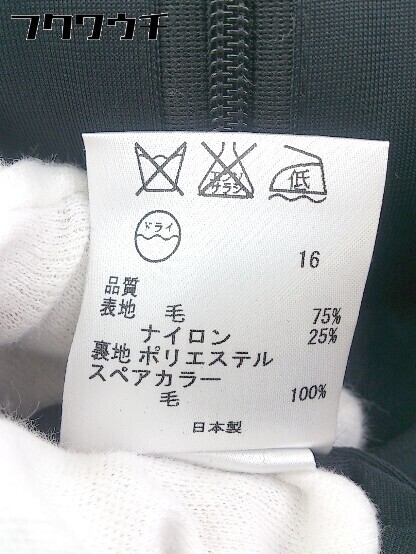 フクワウチ
エンソ
サラシ
低
ドライ
16
品質
表地 毛 75%
ナイロン 25%
裏地 ポリエステル
スペアカラー
毛 100%
日本製